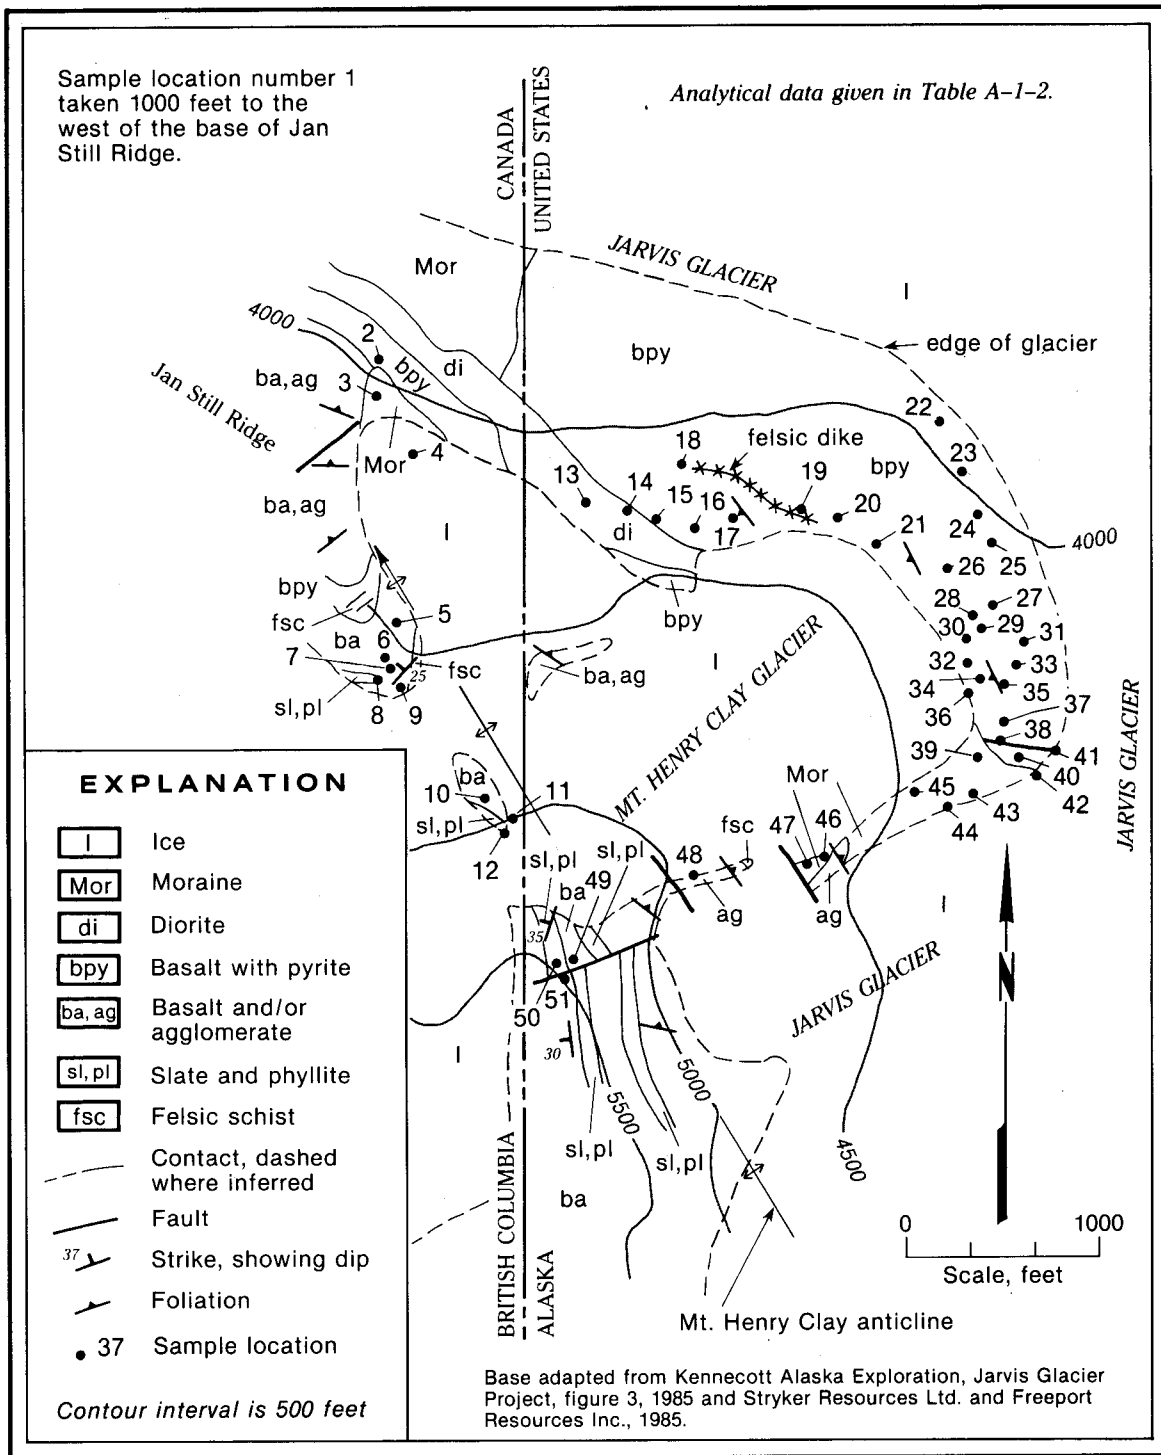 Sample location number 1
taken 1000 feet to the
west of the base of Jan
Still Ridge.
Analytical data given in Table A–1–2.
CANADA
UNITED STATES
JARVIS GLACIER
Mor
I
4000
2
bpy
di
bpy
edge of glacier
Jan Still Ridge
ba,ag
3
22
Mor
4
18
felsic dike
bpy
23
13
14
15
16
17
19
20
21
24
4000
ba,ag
I
di
26
25
bpy
fsc
5
bpy
28
27
30
29
31
ba
6
7
25
fsc
I
32
33
sl,pl
8
9
ba,ag
34
35
36
37
38
MT. HENRY CLAY GLACIER
JARVIS GLACIER
39
41
40
42
ba
10
11
sl,pl
12
Mor
45
43
44
47
46
fsc
48
sl,pl
sl,pl
ba
49
ag
ag
I
35
50
51
JARVIS GLACIER
N
I
30
5000
5500
4500
sl,pl
sl,pl
ba
BRITISH COLUMBIA
ALASKA
0
1000
Scale, feet
Mt. Henry Clay anticline
EXPLANATION
I
Ice
Mor
Moraine
di
Diorite
bpy
Basalt with pyrite
ba, ag
Basalt and/or
agglomerate
sl, pl
Slate and phyllite
fsc
Felsic schist
Contact, dashed
where inferred
Fault
37
Strike, showing dip
Foliation
37
Sample location
Contour interval is 500 feet
Base adapted from Kennecott Alaska Exploration, Jarvis Glacier
Project, figure 3, 1985 and Stryker Resources Ltd. and Freeport
Resources Inc., 1985.